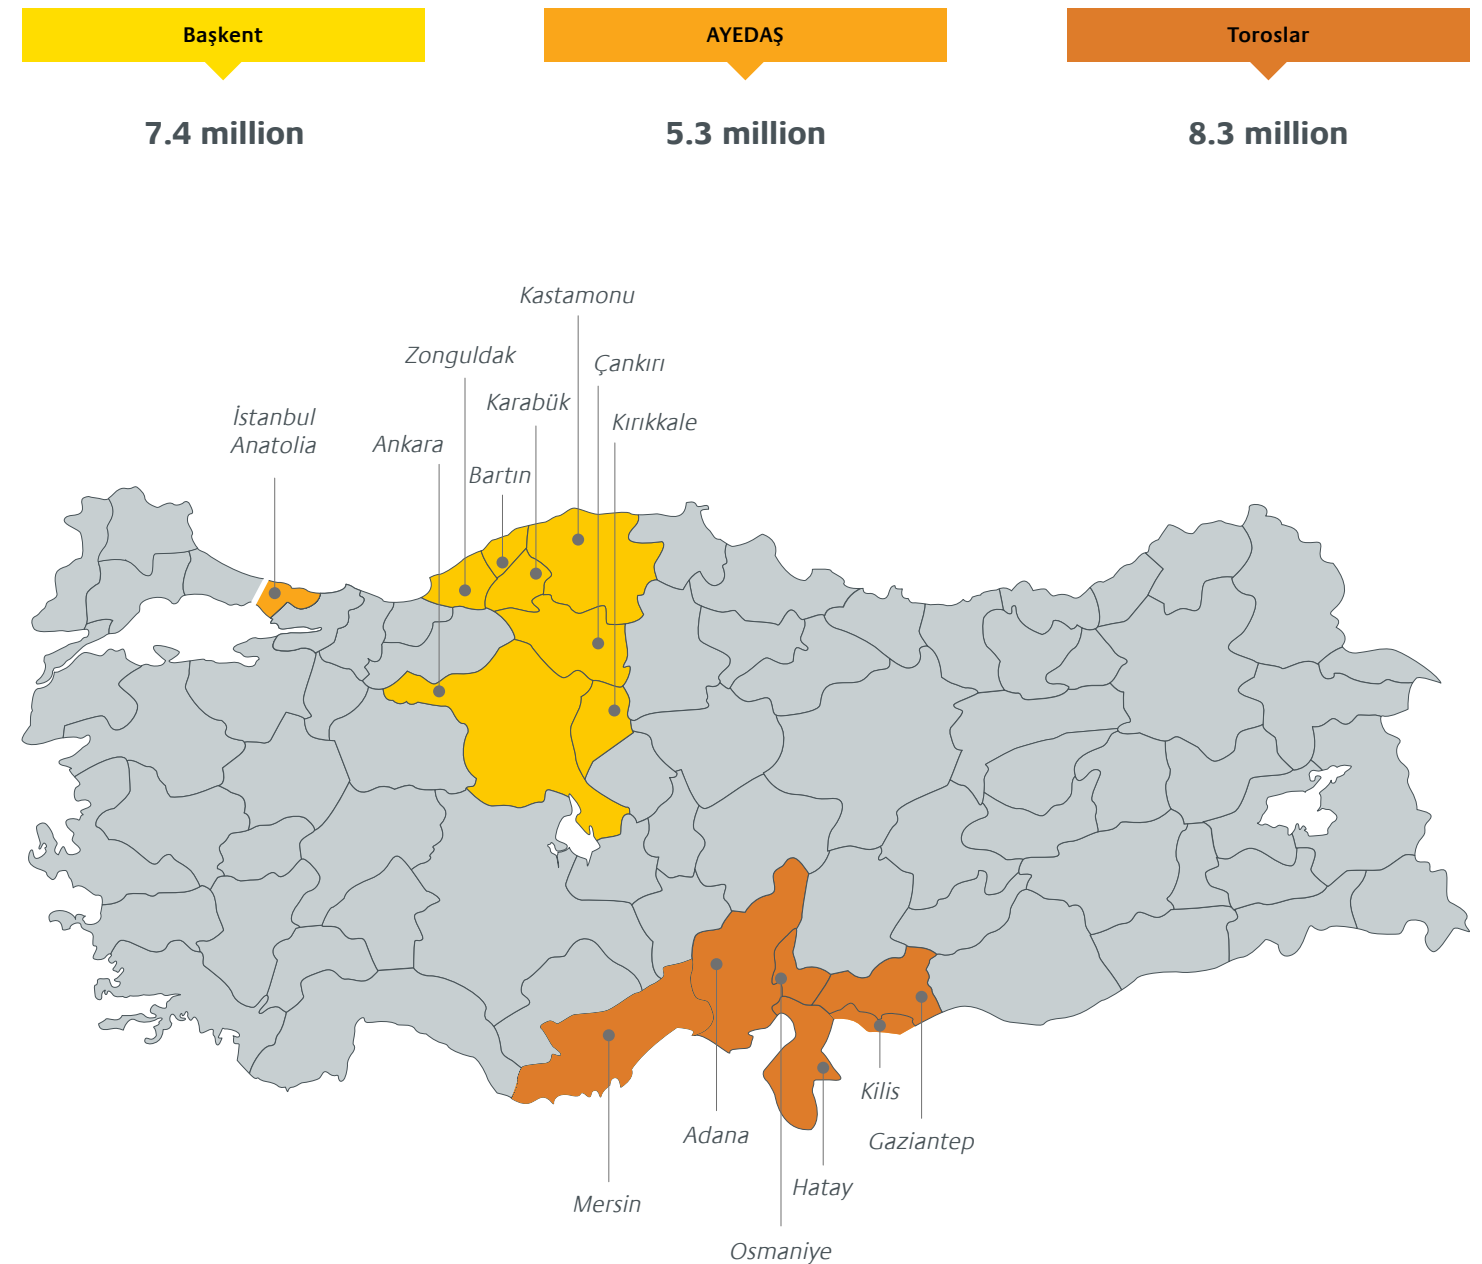 Başkent
AYEDAŞ
Toroslar
7.4 million
5.3 million
8.3 million
Kastamonu
Zonguldak
Çankırı
Karabük
İstanbul
Anatolia
Kırıkkale
Ankara
Bartın
Kilis
Adana
Gaziantep
Hatay
Mersin
Osmaniye